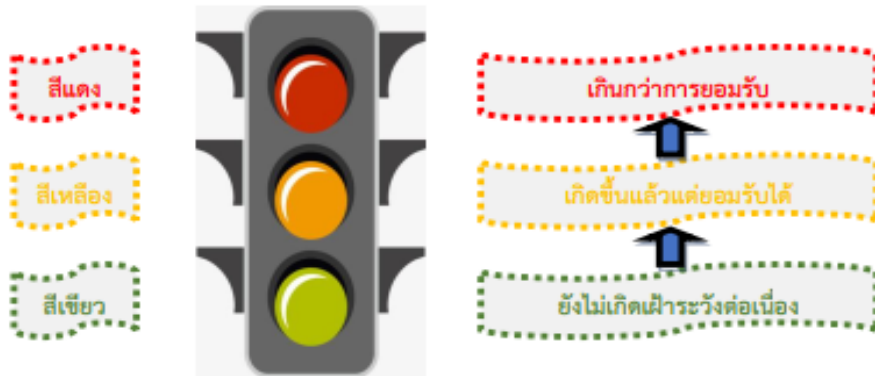 สีแดง
เกินกว่าการยอมรับ
สีเหลือง
เกิดขึ้นแล้วแต่ยอมรับได้
สีเขียว
ยังไม่เกิดเฝ้าระวังต่อเนื่อง